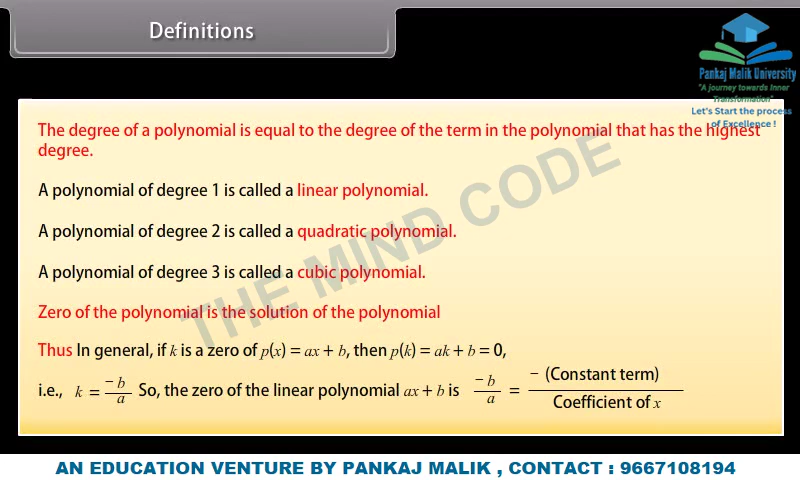 Definitions
Pankaj Malik University
"A journey towards Inner
Transformation"
Let's Start the process
of Excellence !
The degree of a polynomial is equal to the degree of the term in the polynomial that has the highest
degree.
A polynomial of degree 1 is called a linear polynomial.
A polynomial of degree 2 is called a quadratic polynomial.
A polynomial of degree 3 is called a cubic polynomial.
Zero of the polynomial is the solution of the polynomial
Thus In general, if k is a zero of p(x) = ax + b, then p(k) = ak + b = 0,
i.e., k = −b/a So, the zero of the linear polynomial ax + b is −b/a = − (Constant term)/Coefficient of x
THE MIND CODE
AN EDUCATION VENTURE BY PANKAJ MALIK , CONTACT : 9667108194